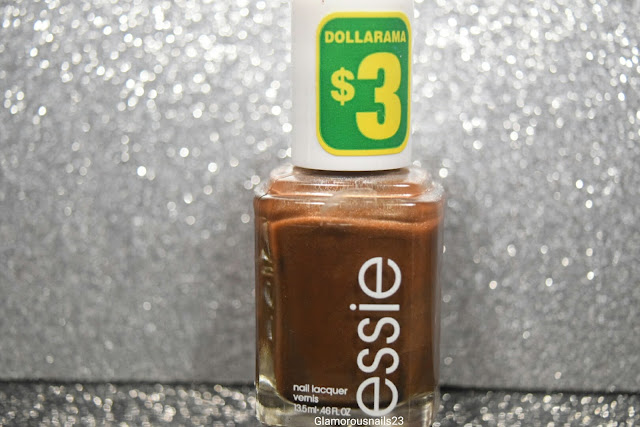 DOLLARAMA
$3
essie
nail lacquer
vernis
13.5 ml - .46 FL OZ
Glamorousnails23